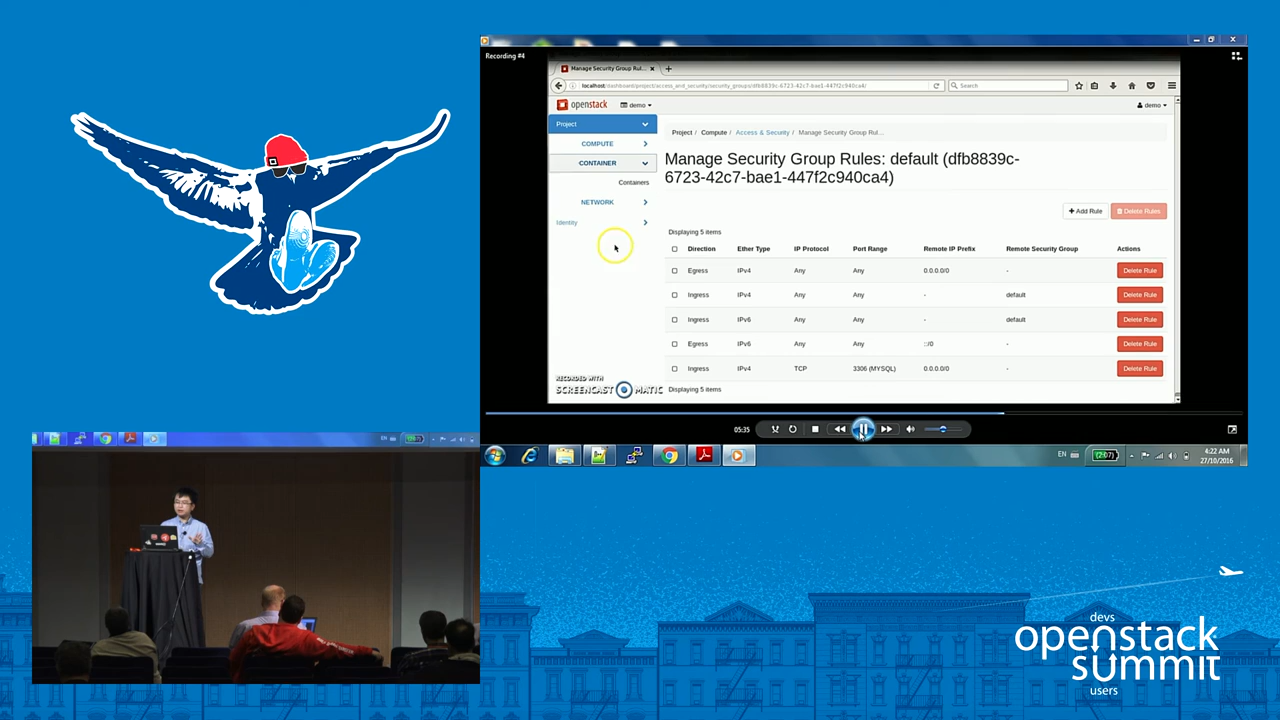 Recording #4
Manage Security Group Rul...
localhost/dashboard/project/access_and_security/security_groups/dfb8839c-6723-42c7-bae1-447f2c940ca4/
Search
openstack
demo
demo
Project
COMPUTE
CONTAINER
Containers
NETWORK
Identity
Project / Compute / Access & Security / Manage Security Group Rul...
Manage Security Group Rules: default (dfb8839c-
6723-42c7-bae1-447f2c940ca4)
+ Add Rule
Delete Rules
Displaying 5 items
Direction Ether Type IP Protocol Port Range Remote IP Prefix Remote Security Group Actions
Egress IPv4 Any Any 0.0.0.0/0 - Delete Rule
Ingress IPv4 Any Any - default Delete Rule
Ingress IPv6 Any Any - default Delete Rule
Egress IPv6 Any Any ::/0 - Delete Rule
Ingress IPv4 TCP 3306 (MYSQL) 0.0.0.0/0 - Delete Rule
Displaying 5 items
RECORDED WITH
SCREENCAST MATIC
05:35
EN
(2:07)
4:22 AM
27/10/2016
EN
devs
openstack
summit
users